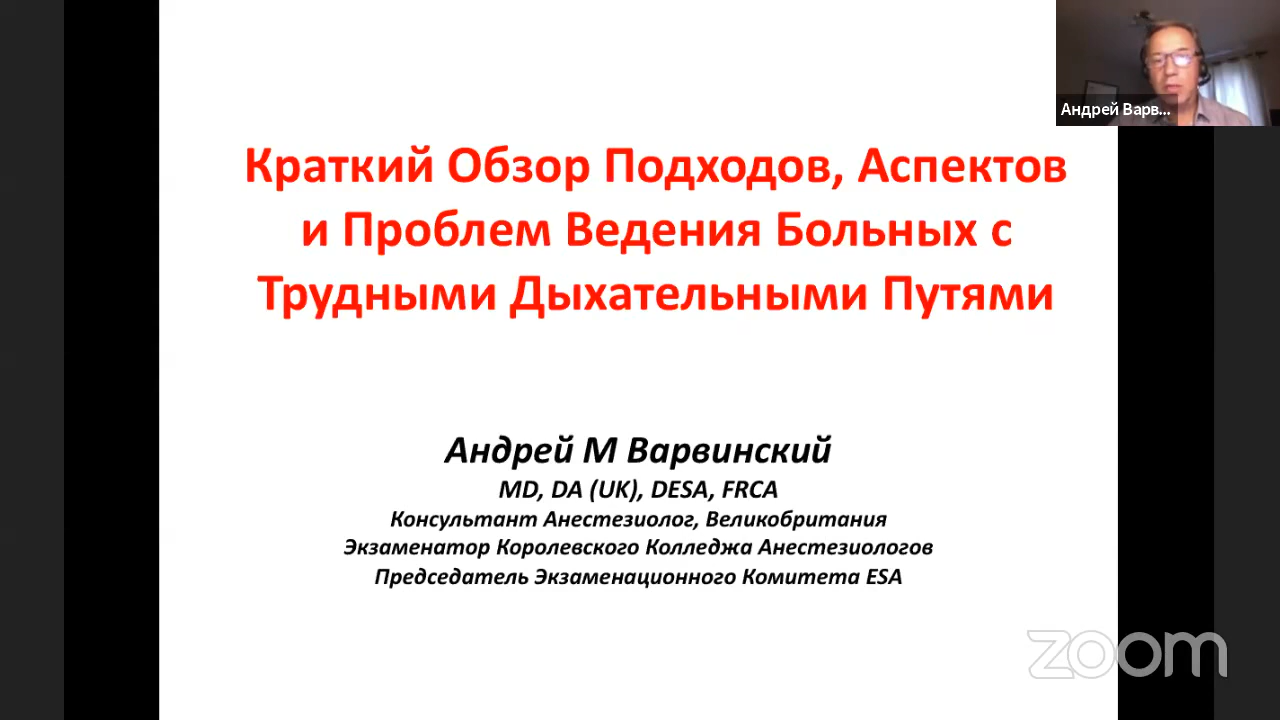 Андрей Варв...
Краткий Обзор Подходов, Аспектов
и Проблем Ведения Больных с
Трудными Дыхательными Путями
Андрей М Варвинский
MD, DA (UK), DESA, FRCA
Консультант Анестезиолог, Великобритания
Экзаменатор Королевского Колледжа Анестезиологов
Председатель Экзаменационного Комитета ESA
zoom